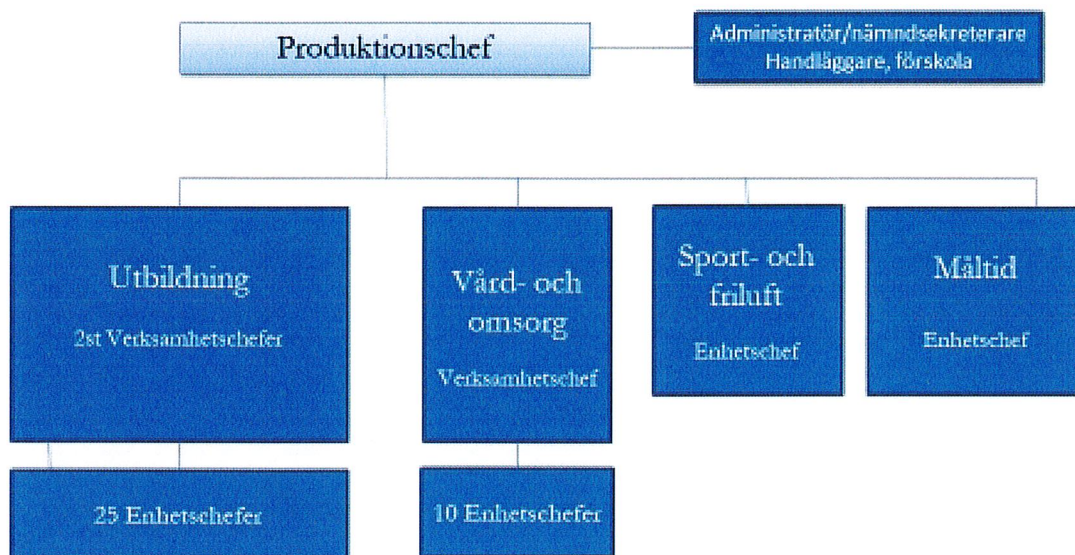 Produktionschef
Administratör/nämndsekreterare
Handläggare, förskola
Utbildning
2st Verksamhetschefer
Vård- och
omsorg
Verksamhetschef
Sport- och
friluft
Enhetschef
Måltid
Enhetschef
25 Enhetschefer
10 Enhetschefer